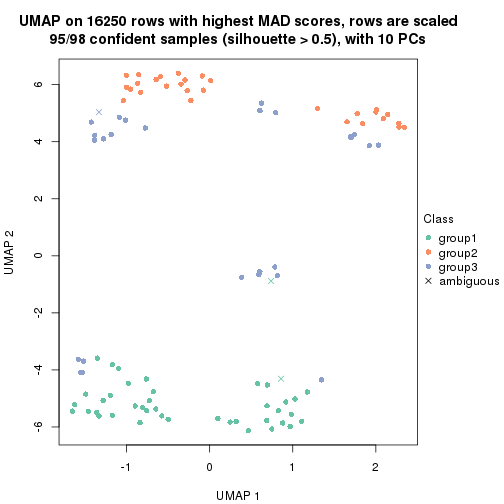 UMAP on 16250 rows with highest MAD scores, rows are scaled
95/98 confident samples (silhouette > 0.5), with 10 PCs
6
4
2
0
-2
-4
-6
UMAP 2
-1
0
1
2
UMAP 1
Class
group1
group2
group3
ambiguous